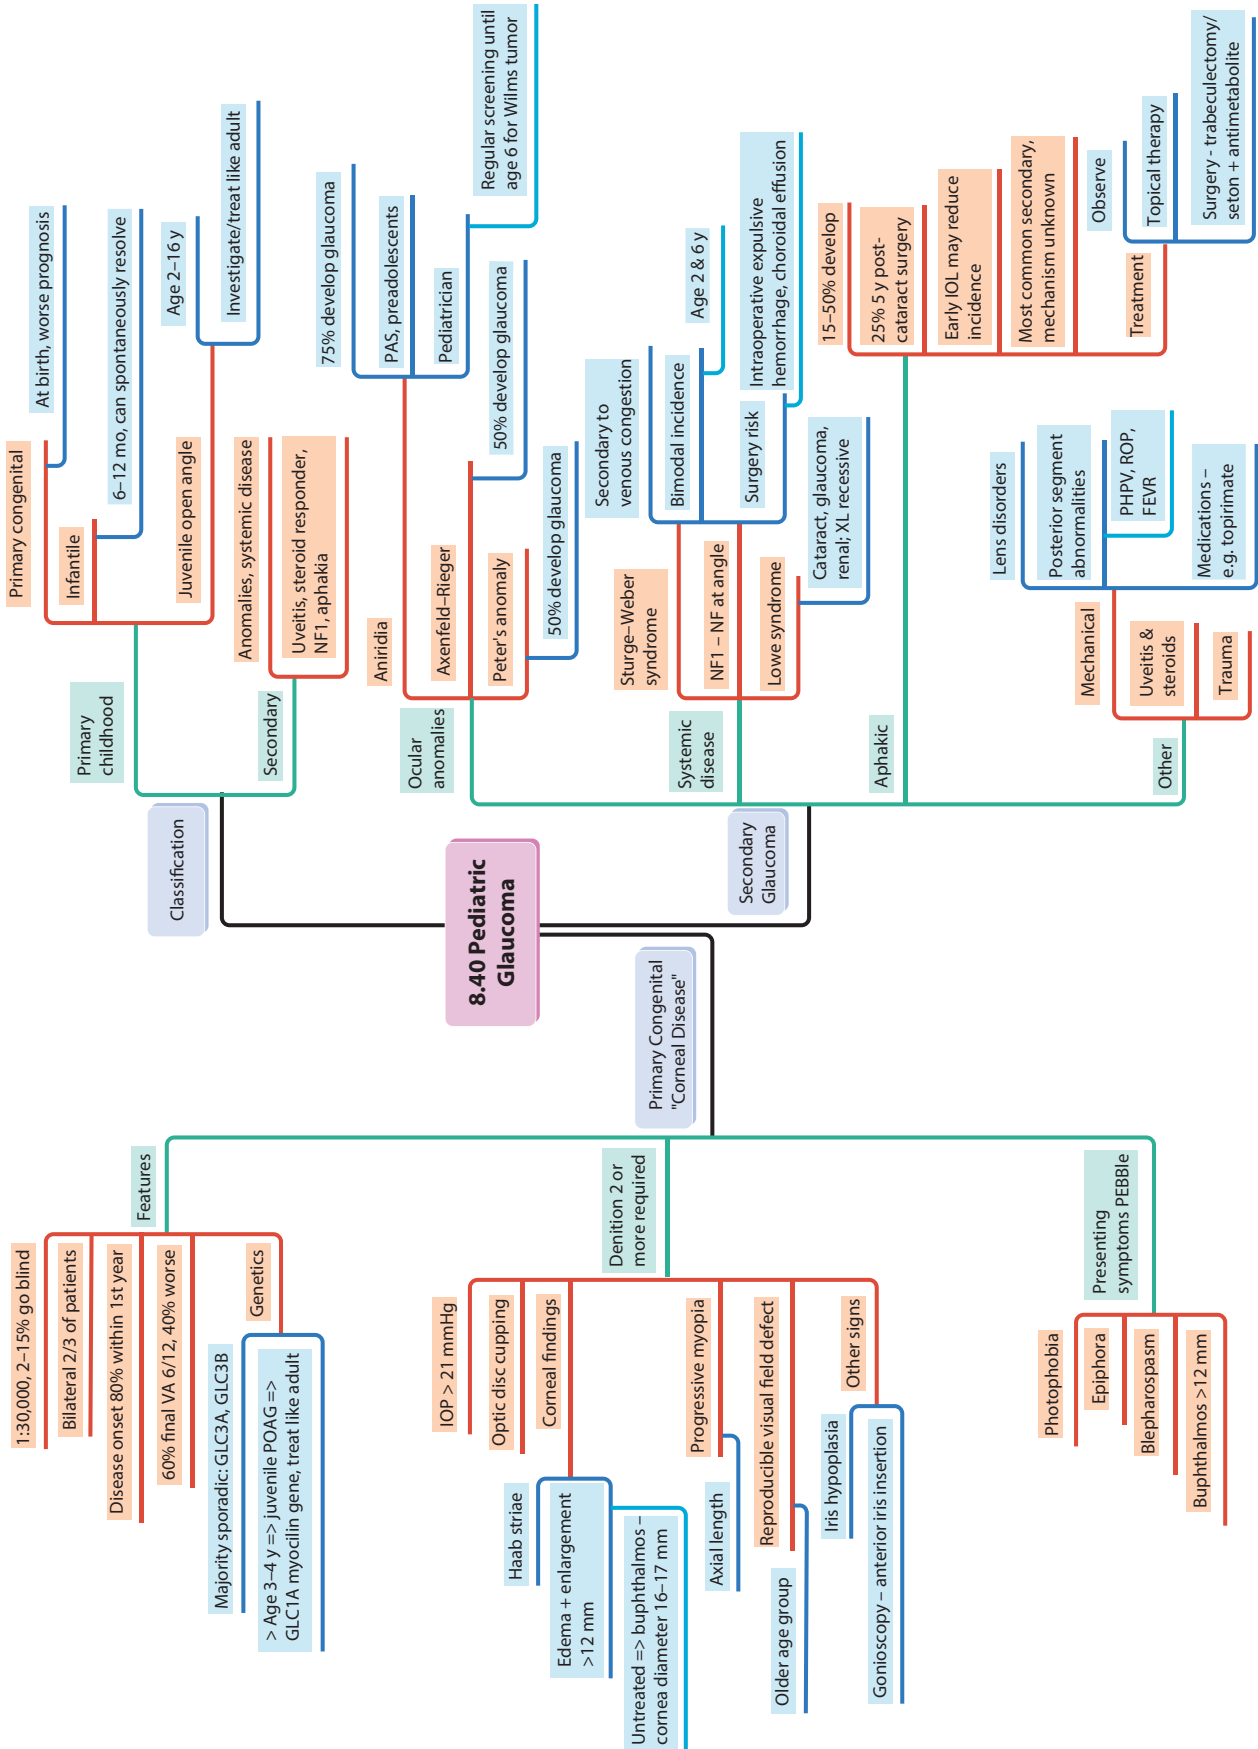 8.40 Pediatric
Glaucoma
Classification
Primary
childhood
Primary congenital
At birth, worse prognosis
Infantile
6–12 mo, can spontaneously resolve
Juvenile open angle
Age 2–16 y
Investigate/treat like adult
Secondary
Anomalies, systemic disease
Uveitis, steroid responder,
NF1, aphakia
Secondary
Glaucoma
Ocular
anomalies
Aniridia
75% develop glaucoma
PAS, preadolescents
Pediatrician
Regular screening until
age 6 for Wilms tumor
Axenfeld–Rieger
50% develop glaucoma
Peter's anomaly
50% develop glaucoma
Systemic
disease
Sturge–Weber
syndrome
Secondary to
venous congestion
Bimodal incidence
Age 2 & 6 y
Surgery risk
Intraoperative expulsive
hemorrhage, choroidal effusion
NF1 – NF at angle
Lowe syndrome
Cataract, glaucoma,
renal; XL recessive
Aphakic
15–50% develop
25% 5 y post-
cataract surgery
Early IOL may reduce
incidence
Most common secondary,
mechanism unknown
Treatment
Observe
Topical therapy
Surgery - trabeculectomy/
seton + antimetabolite
Other
Mechanical
Lens disorders
Posterior segment
abnormalities
PHPV, ROP,
FEVR
Medications –
e.g. topirimate
Uveitis &
steroids
Trauma
Primary Congenital
"Corneal Disease"
Features
1:30,000, 2–15% go blind
Bilateral 2/3 of patients
Disease onset 80% within 1st year
60% final VA 6/12, 40% worse
Genetics
Majority sporadic: GLC3A, GLC3B
> Age 3–4 y => juvenile POAG =>
GLC1A myocilin gene, treat like adult
Denition 2 or
more required
IOP > 21 mmHg
Optic disc cupping
Corneal findings
Haab striae
Edema + enlargement
>12 mm
Untreated => buphthalmos –
cornea diameter 16–17 mm
Progressive myopia
Axial length
Reproducible visual field defect
Older age group
Other signs
Iris hypoplasia
Gonioscopy – anterior iris insertion
Presenting
symptoms PEBBle
Photophobia
Epiphora
Blepharospasm
Buphthalmos >12 mm